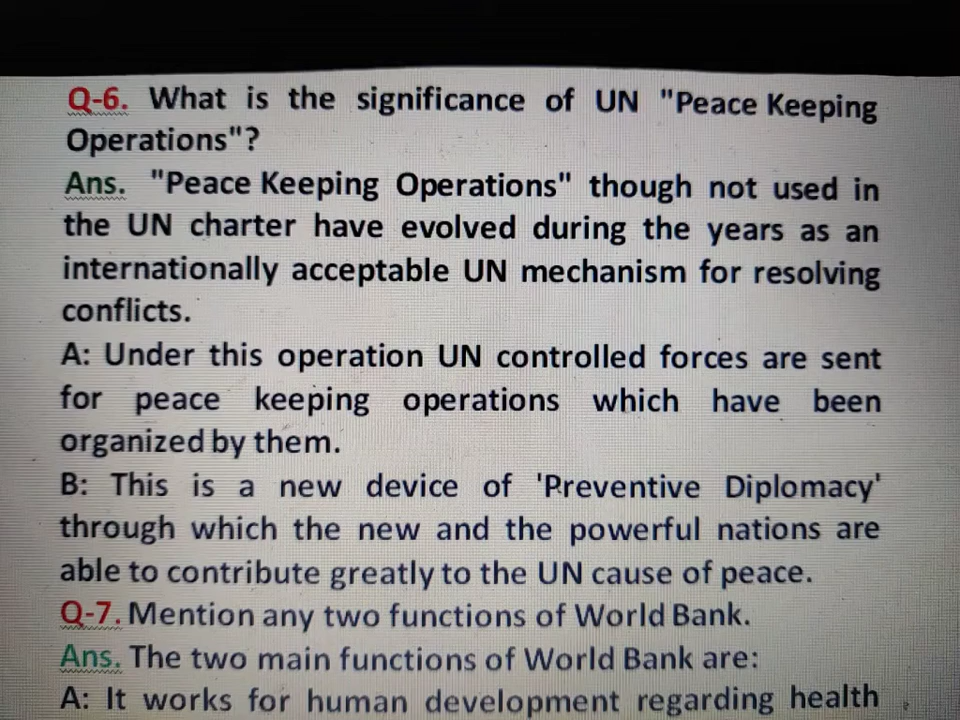 Q-6. What is the significance of UN "Peace Keeping
Operations"?
Ans. "Peace Keeping Operations" though not used in
the UN charter have evolved during the years as an
internationally acceptable UN mechanism for resolving
conflicts.
A: Under this operation UN controlled forces are sent
for peace keeping operations which have been
organized by them.
B: This is a new device of 'Preventive Diplomacy'
through which the new and the powerful nations are
able to contribute greatly to the UN cause of peace.
Q-7. Mention any two functions of World Bank.
Ans. The two main functions of World Bank are:
A: It works for human development regarding health